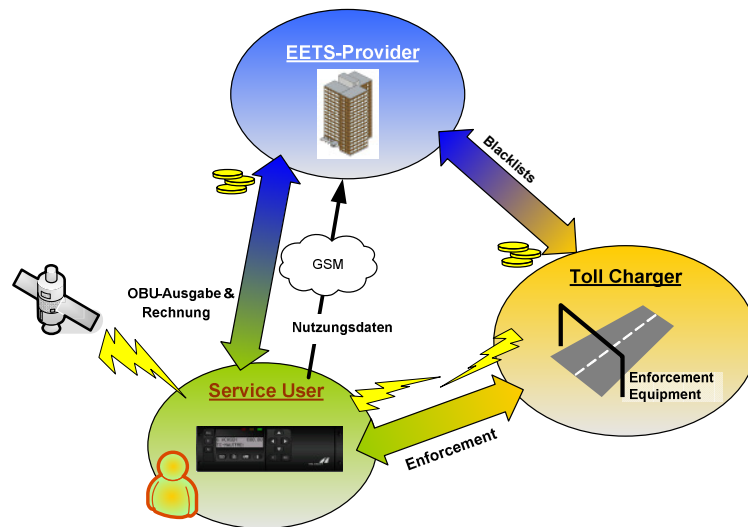 EETS-Provider
Blacklists
GSM
OBU-Ausgabe &
Rechnung
Nutzungsdaten
Toll Charger
Enforcement
Equipment
Service User
Enforcement